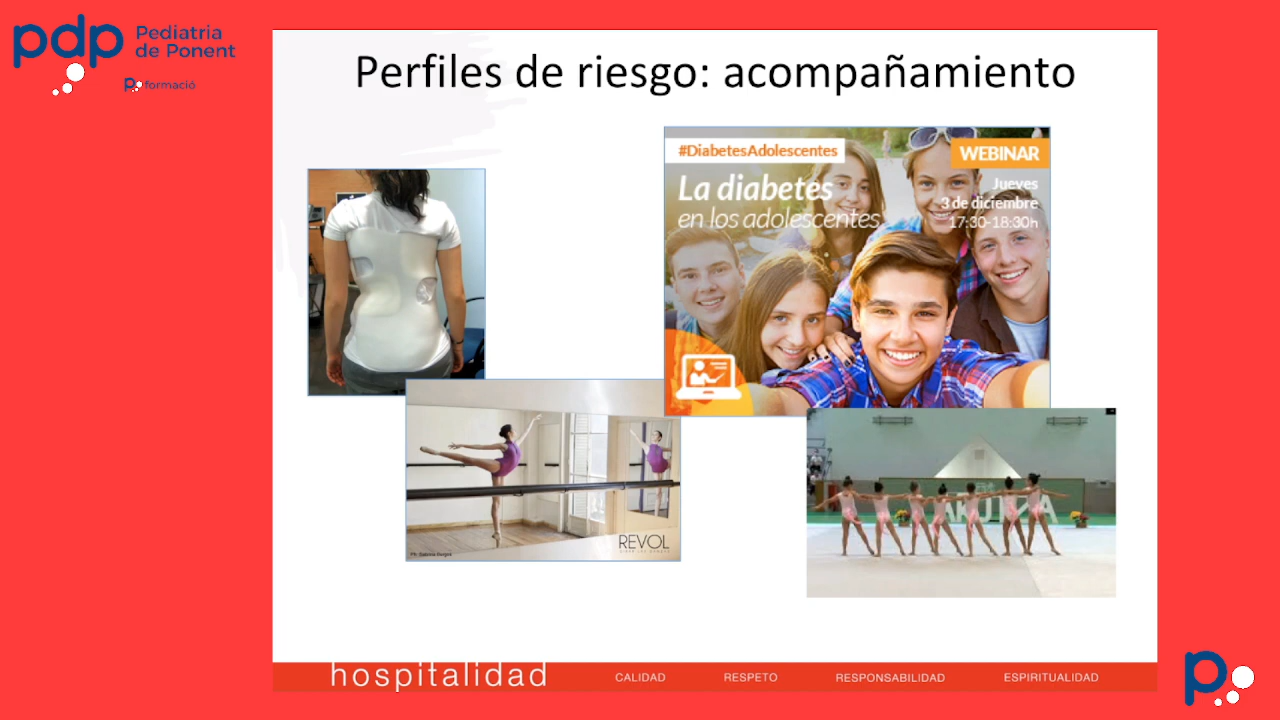 pdp
Pediatria
de Ponent
formació
Perfiles de riesgo: acompañamiento
#DiabetesAdolescentes
WEBINAR
La diabetes
en los adolescentes
Jueves
3 de diciembre
17:30-18:30h
REVOL
hospitalidad
CALIDAD
RESPETO
RESPONSABILIDAD
ESPIRITUALIDAD
p